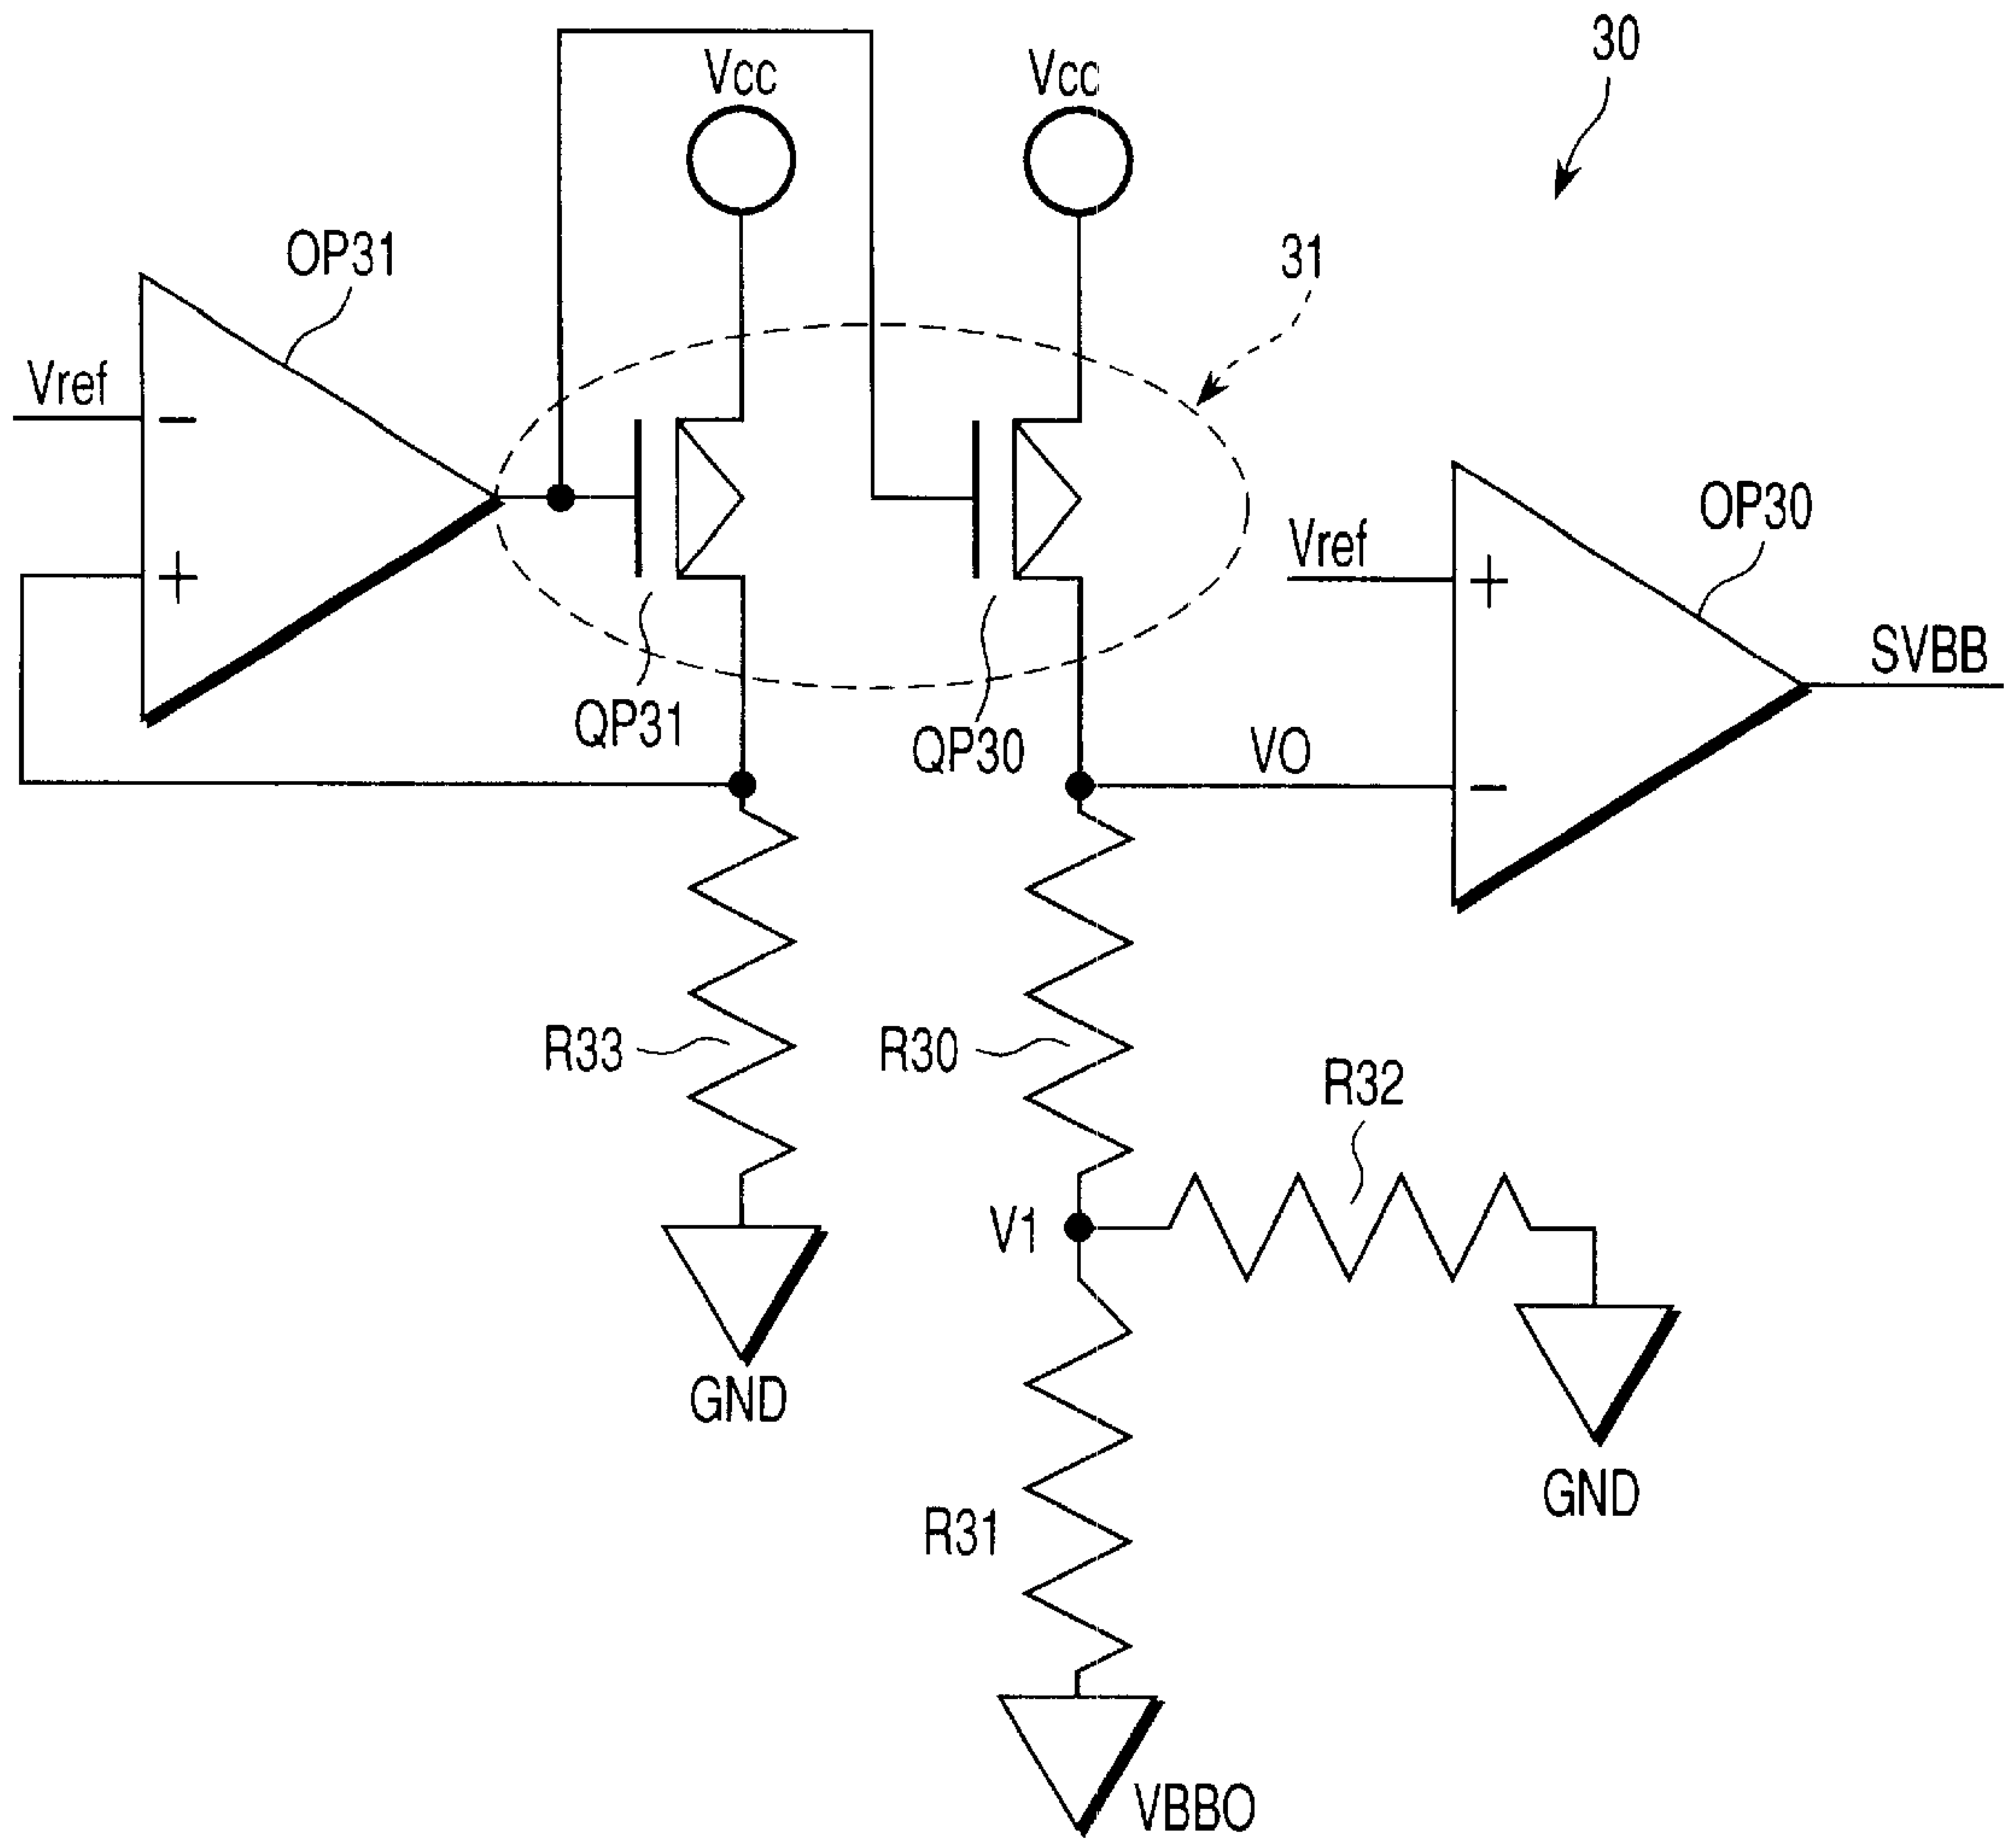 30
Vcc
Vcc
OP31
31
Vref
−
+
OP30
Vref
+
SVBB
QP31
QP30
VO
−
R33
R30
R32
V1
GND
GND
R31
VBBO